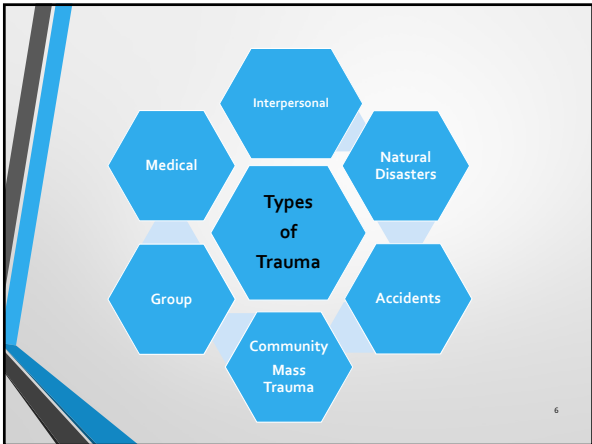 Interpersonal
Medical
Natural
Disasters
Types
of
Trauma
Group
Accidents
Community
Mass
Trauma
6